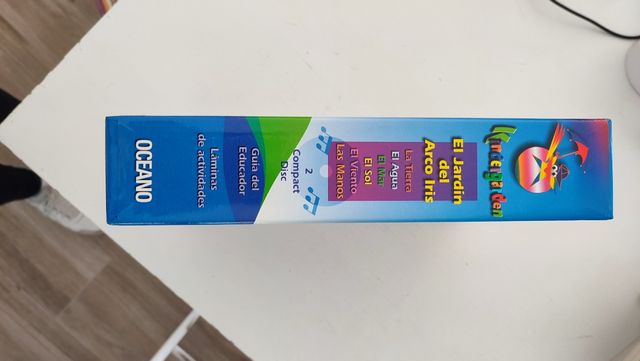 Kindergarden
El Jardín
del
Arco Iris
La Tierra
El Agua
El Mar
El Sol
El Viento
Las Manos
2
Compact
Disc
Guía del
Educador
Láminas
de actividades
OCEANO